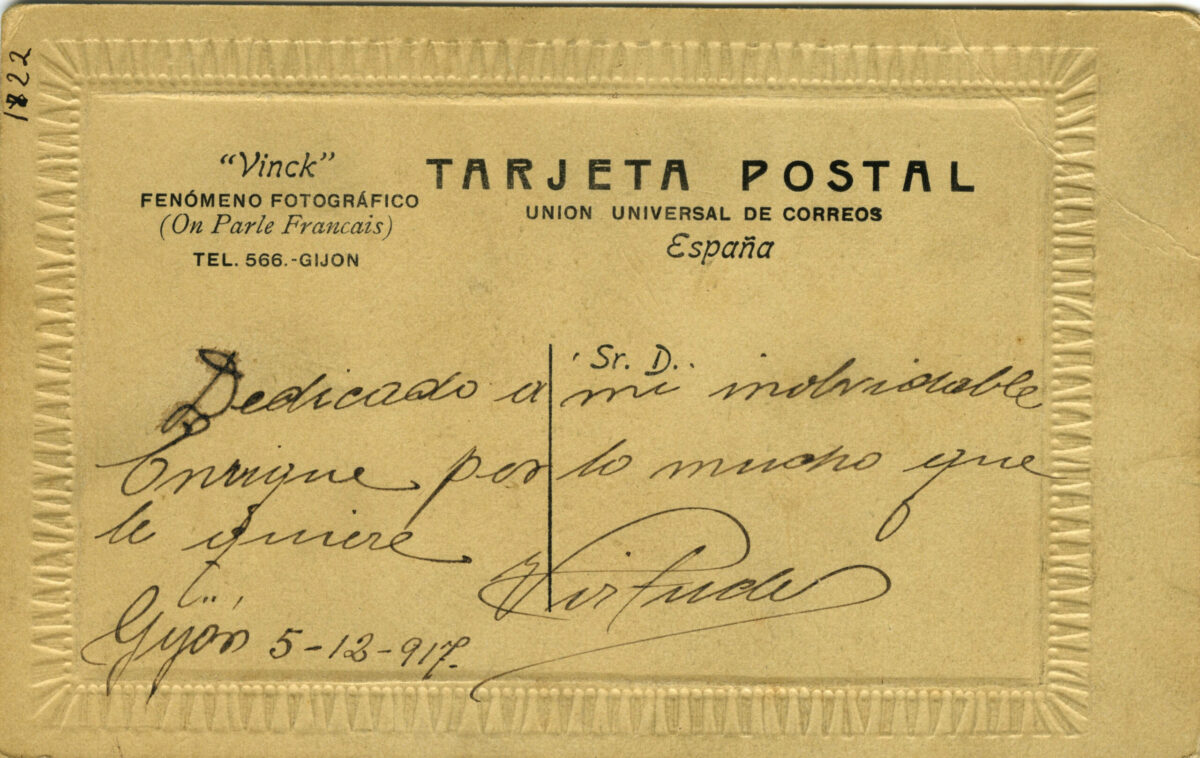 1822
"Vinck"
FENÓMENO FOTOGRÁFICO
(On Parle Francais)
TEL. 566.-GIJON
TARJETA POSTAL
UNION UNIVERSAL DE CORREOS
España
Sr. D.
Dedicado a mi inolvidable
Enrique por lo mucho que
le quiere
Virtudes
Gijón 5-12-917.